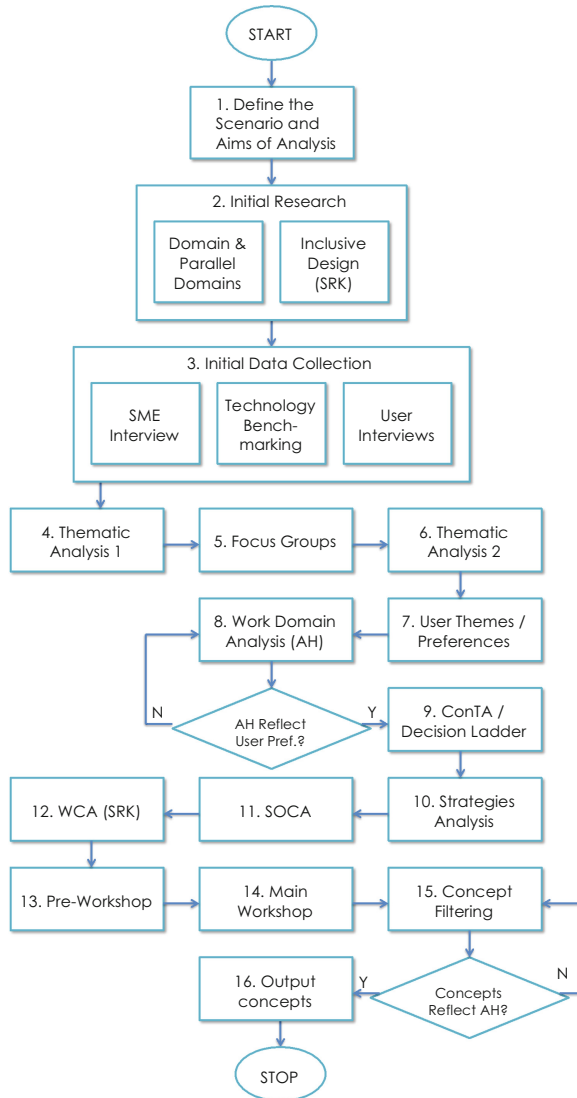 START
1. Define the
Scenario and
Aims of Analysis
2. Initial Research
Domain &
Parallel
Domains
Inclusive
Design
(SRK)
3. Initial Data Collection
SME
Interview
Technology
Bench-
marking
User
Interviews
4. Thematic
Analysis 1
5. Focus Groups
6. Thematic
Analysis 2
8. Work Domain
Analysis (AH)
7. User Themes /
Preferences
N
AH Reflect
User Pref.?
Y
9. ConTA /
Decision Ladder
12. WCA (SRK)
11. SOCA
10. Strategies
Analysis
13. Pre-Workshop
14. Main
Workshop
15. Concept
Filtering
16. Output
concepts
Y
Concepts
Reflect AH?
N
STOP